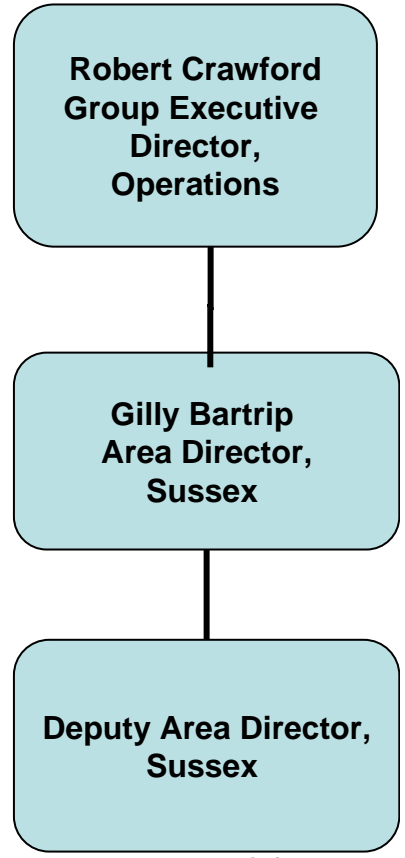 Robert Crawford
Group Executive
Director,
Operations
Gilly Bartrip
Area Director,
Sussex
Deputy Area Director,
Sussex